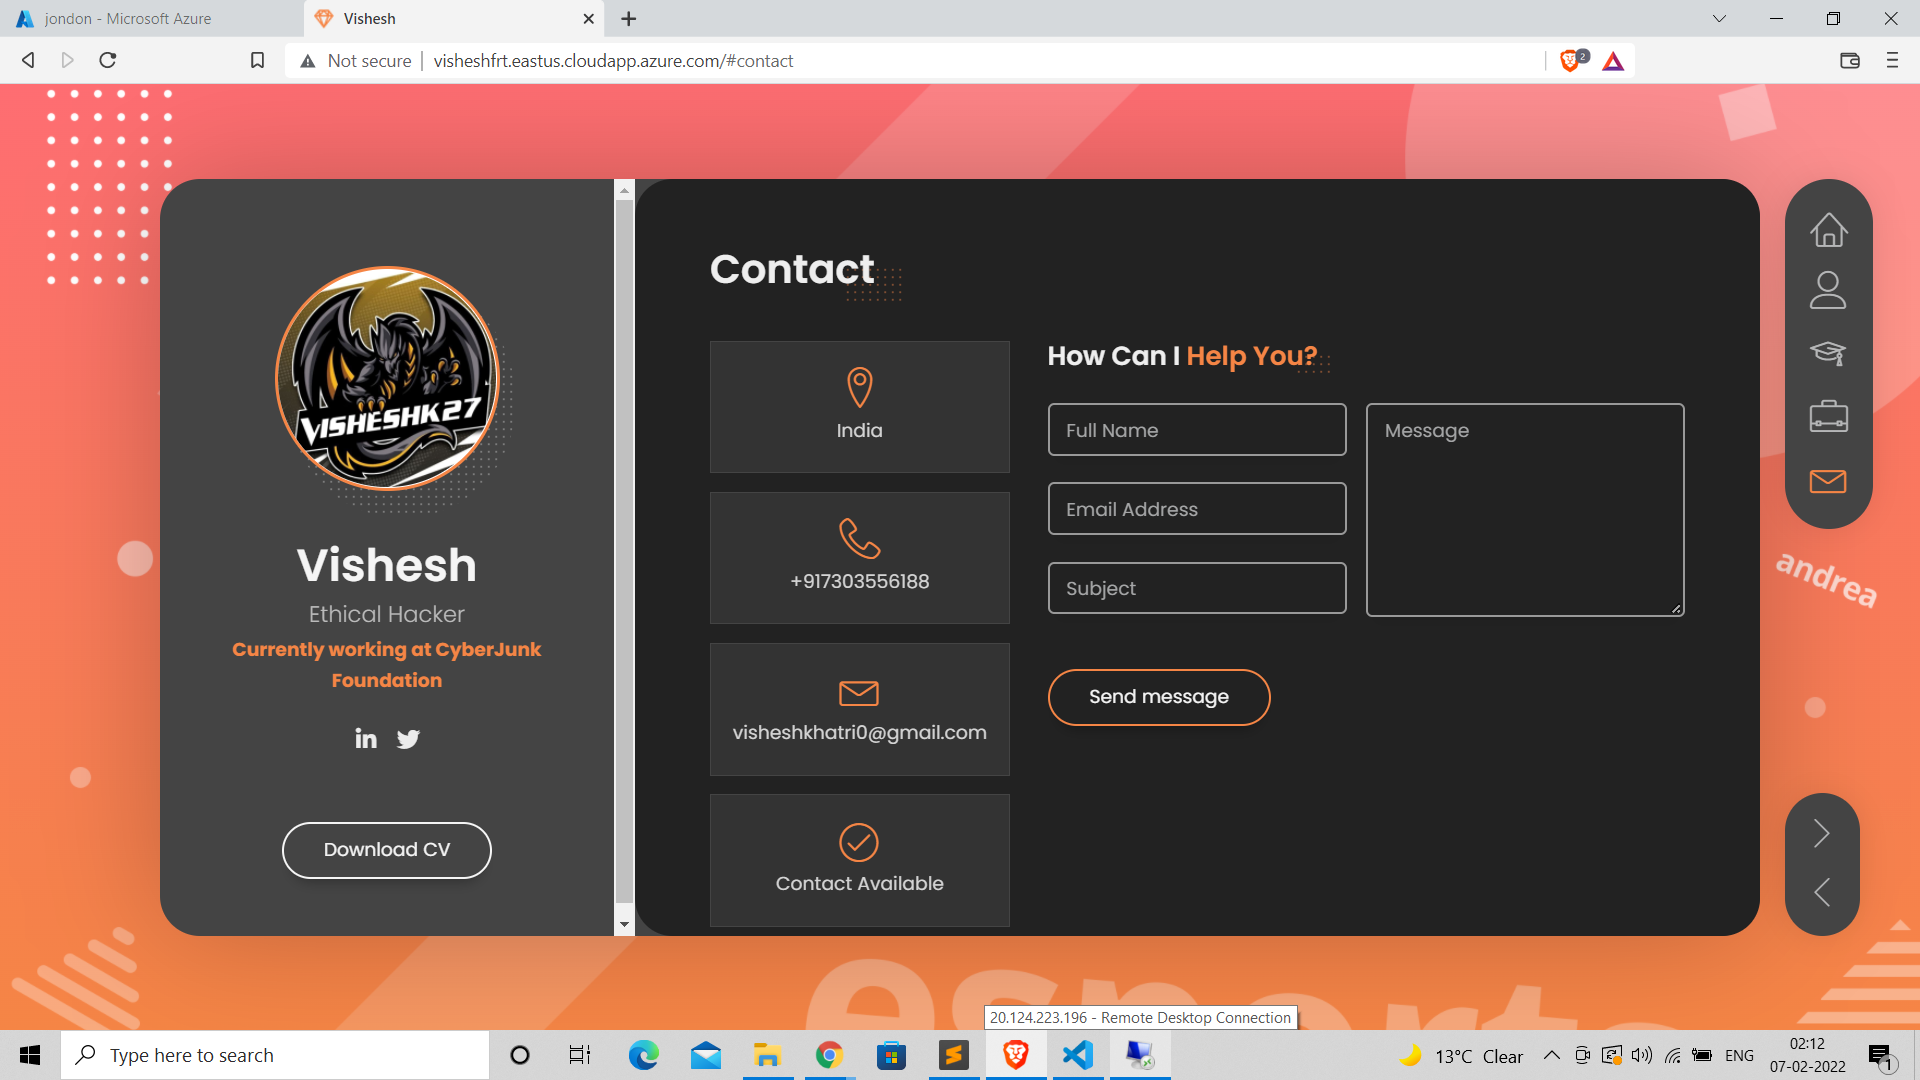 jondon - Microsoft Azure
Vishesh
Not secure
visheshfrt.eastus.cloudapp.azure.com/#contact
2
VISHESHK27
Vishesh
Ethical Hacker
Currently working at CyberJunk
Foundation
Download CV
Contact
India
+917303556188
visheshkhatri0@gmail.com
Contact Available
How Can I Help You?
Full Name
Email Address
Subject
Message
Send message
andrea
esports
20.124.223.196 - Remote Desktop Connection
Type here to search
13°C Clear
ENG
02:12
07-02-2022
1